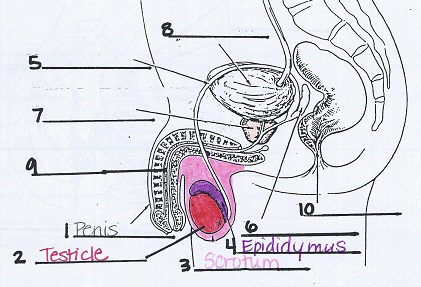 8
5
7
9
1 Penis
2 Testicle
6
10
4 Epididymus
3 Scrotum